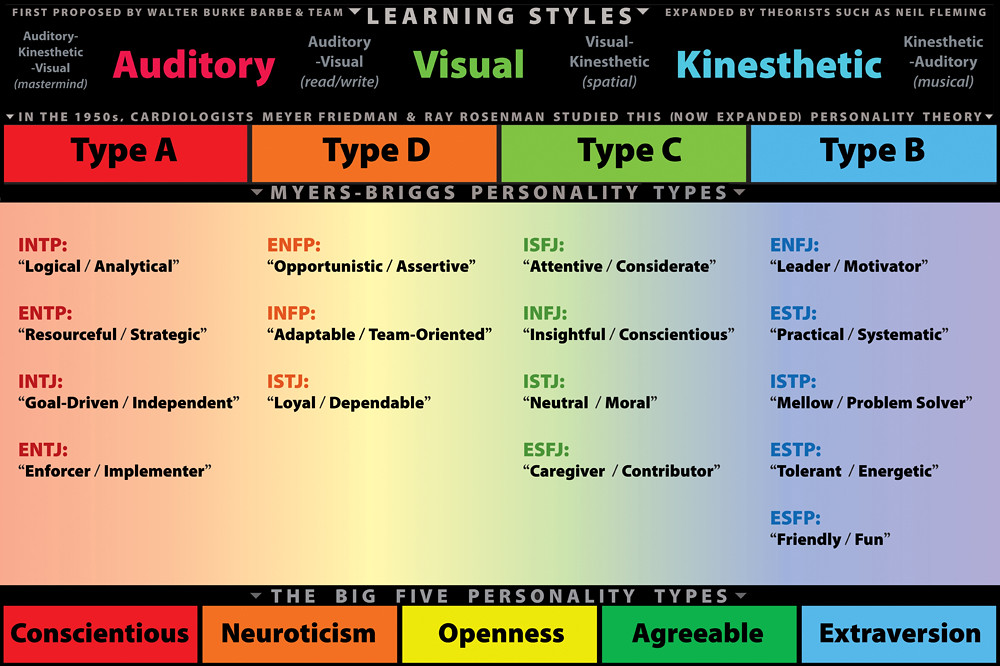 FIRST PROPOSED BY WALTER BURKE BARBE & TEAM LEARNING STYLES EXPANDED BY THEORISTS SUCH AS NEIL FLEMING
Auditory-
Kinesthetic
-Visual
(mastermind)
Auditory
Auditory
-Visual
(read/write)
Visual
Visual-
Kinesthetic
(spatial)
Kinesthetic
Kinesthetic
-Auditory
(musical)
IN THE 1950s, CARDIOLOGISTS MEYER FRIEDMAN & RAY ROSENMAN STUDIED THIS (NOW EXPANDED) PERSONALITY THEORY
Type A
Type D
Type C
Type B
MYERS-BRIGGS PERSONALITY TYPES
INTP:
“Logical / Analytical”
ENTP:
“Resourceful / Strategic”
INTJ:
“Goal-Driven / Independent”
ENTJ:
“Enforcer / Implementer”
ENFP:
“Opportunistic / Assertive”
INFP:
“Adaptable / Team-Oriented”
ISTJ:
“Loyal / Dependable”
ISFJ:
“Attentive / Considerate”
INFJ:
“Insightful / Conscientious”
ISTJ:
“Neutral / Moral”
ESFJ:
“Caregiver / Contributor”
ENFJ:
“Leader / Motivator”
ESTJ:
“Practical / Systematic”
ISTP:
“Mellow / Problem Solver”
ESTP:
“Tolerant / Energetic”
ESFP:
“Friendly / Fun”
THE BIG FIVE PERSONALITY TYPES
Conscientious
Neuroticism
Openness
Agreeable
Extraversion